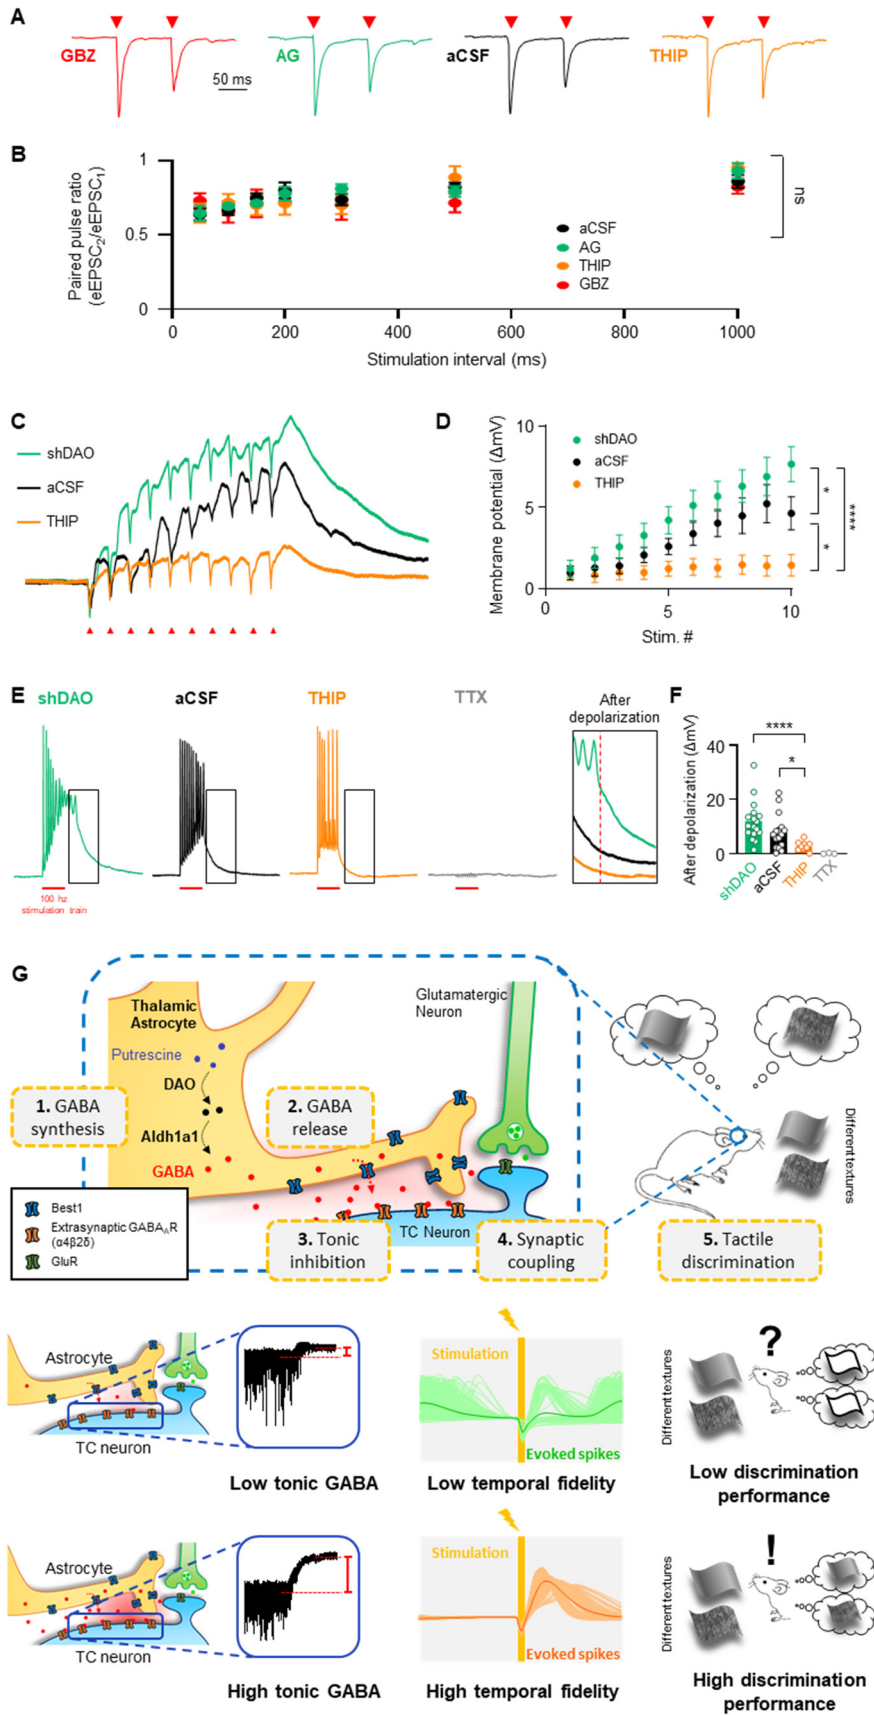 A
GBZ
AG
aCSF
THIP
50 ms
B
Paired pulse ratio
(eEPSC₂/eEPSC₁)
1
0.5
0
ns
aCSF
AG
THIP
GBZ
0
200
400
600
800
1000
Stimulation interval (ms)
C
shDAO
aCSF
THIP
D
Membrane potential (ΔmV)
10
5
0
shDAO
aCSF
THIP
*
*
****
0
5
10
Stim. #
E
shDAO
aCSF
THIP
TTX
After
depolarization
100 hz
stimulation train
F
After depolarization (ΔmV)
40
20
0
****
*
shDAO
aCSF
THIP
TTX
G
Thalamic
Astrocyte
Putrescine
DAO
Aldh1a1
GABA
Glutamatergic
Neuron
1. GABA
synthesis
2. GABA
release
Best1
Extrasynaptic GABAAR
(α4β2δ)
GluR
TC Neuron
3. Tonic
inhibition
4. Synaptic
coupling
5. Tactile
discrimination
Different textures
Astrocyte
TC neuron
Low tonic GABA
Stimulation
Evoked spikes
Low temporal fidelity
Different textures
?
Low discrimination
performance
Astrocyte
TC neuron
High tonic GABA
Stimulation
Evoked spikes
High temporal fidelity
Different textures
!
High discrimination
performance